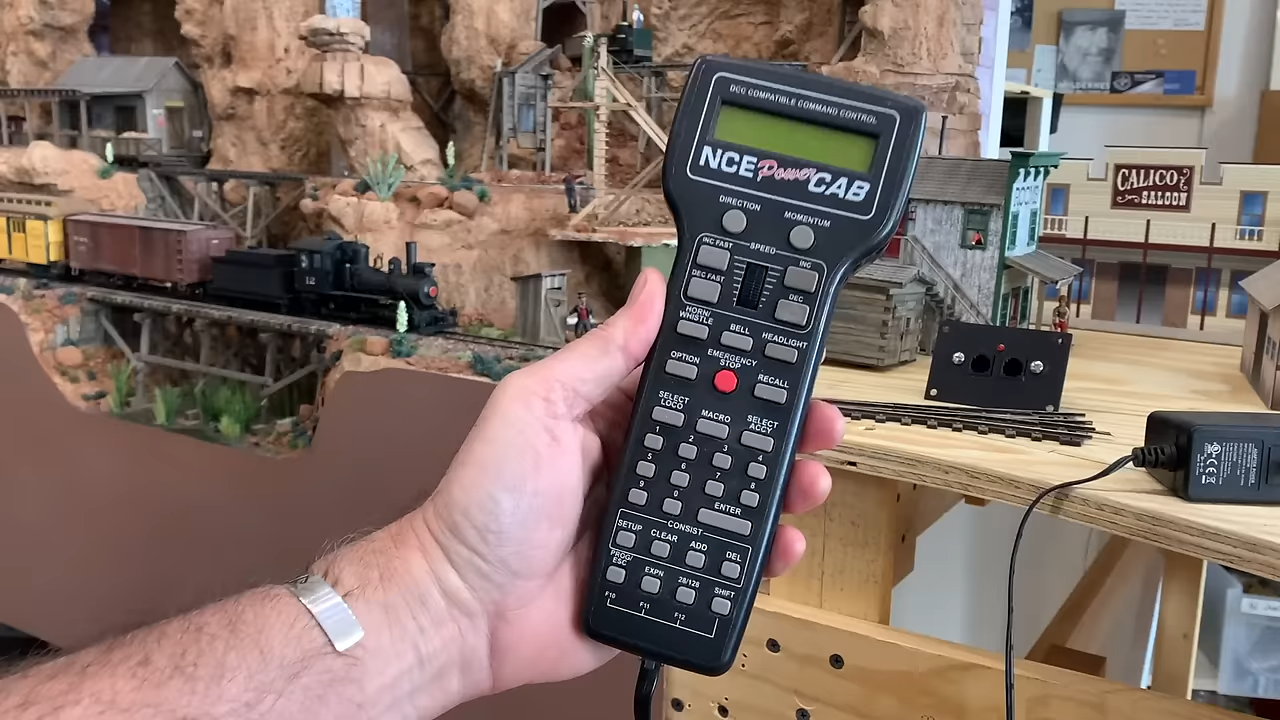 DCC COMPATIBLE COMMAND CONTROL
NCE Power CAB
DIRECTION
MOMENTUM
SPEED
INC FAST
INC
DEC FAST
DEC
HORN/
WHISTLE
BELL
HEADLIGHT
EMERGENCY
STOP
OPTION
RECALL
SELECT
LOCO
MACRO
SELECT
ACCY
1
2
3
4
5
6
7
8
9
0
ENTER
CONSIST
SETUP
CLEAR
ADD
DEL
PROG/
ESC
EXPN
28/128
SHIFT
F10
F11
F12
12
CALICO
SALOON